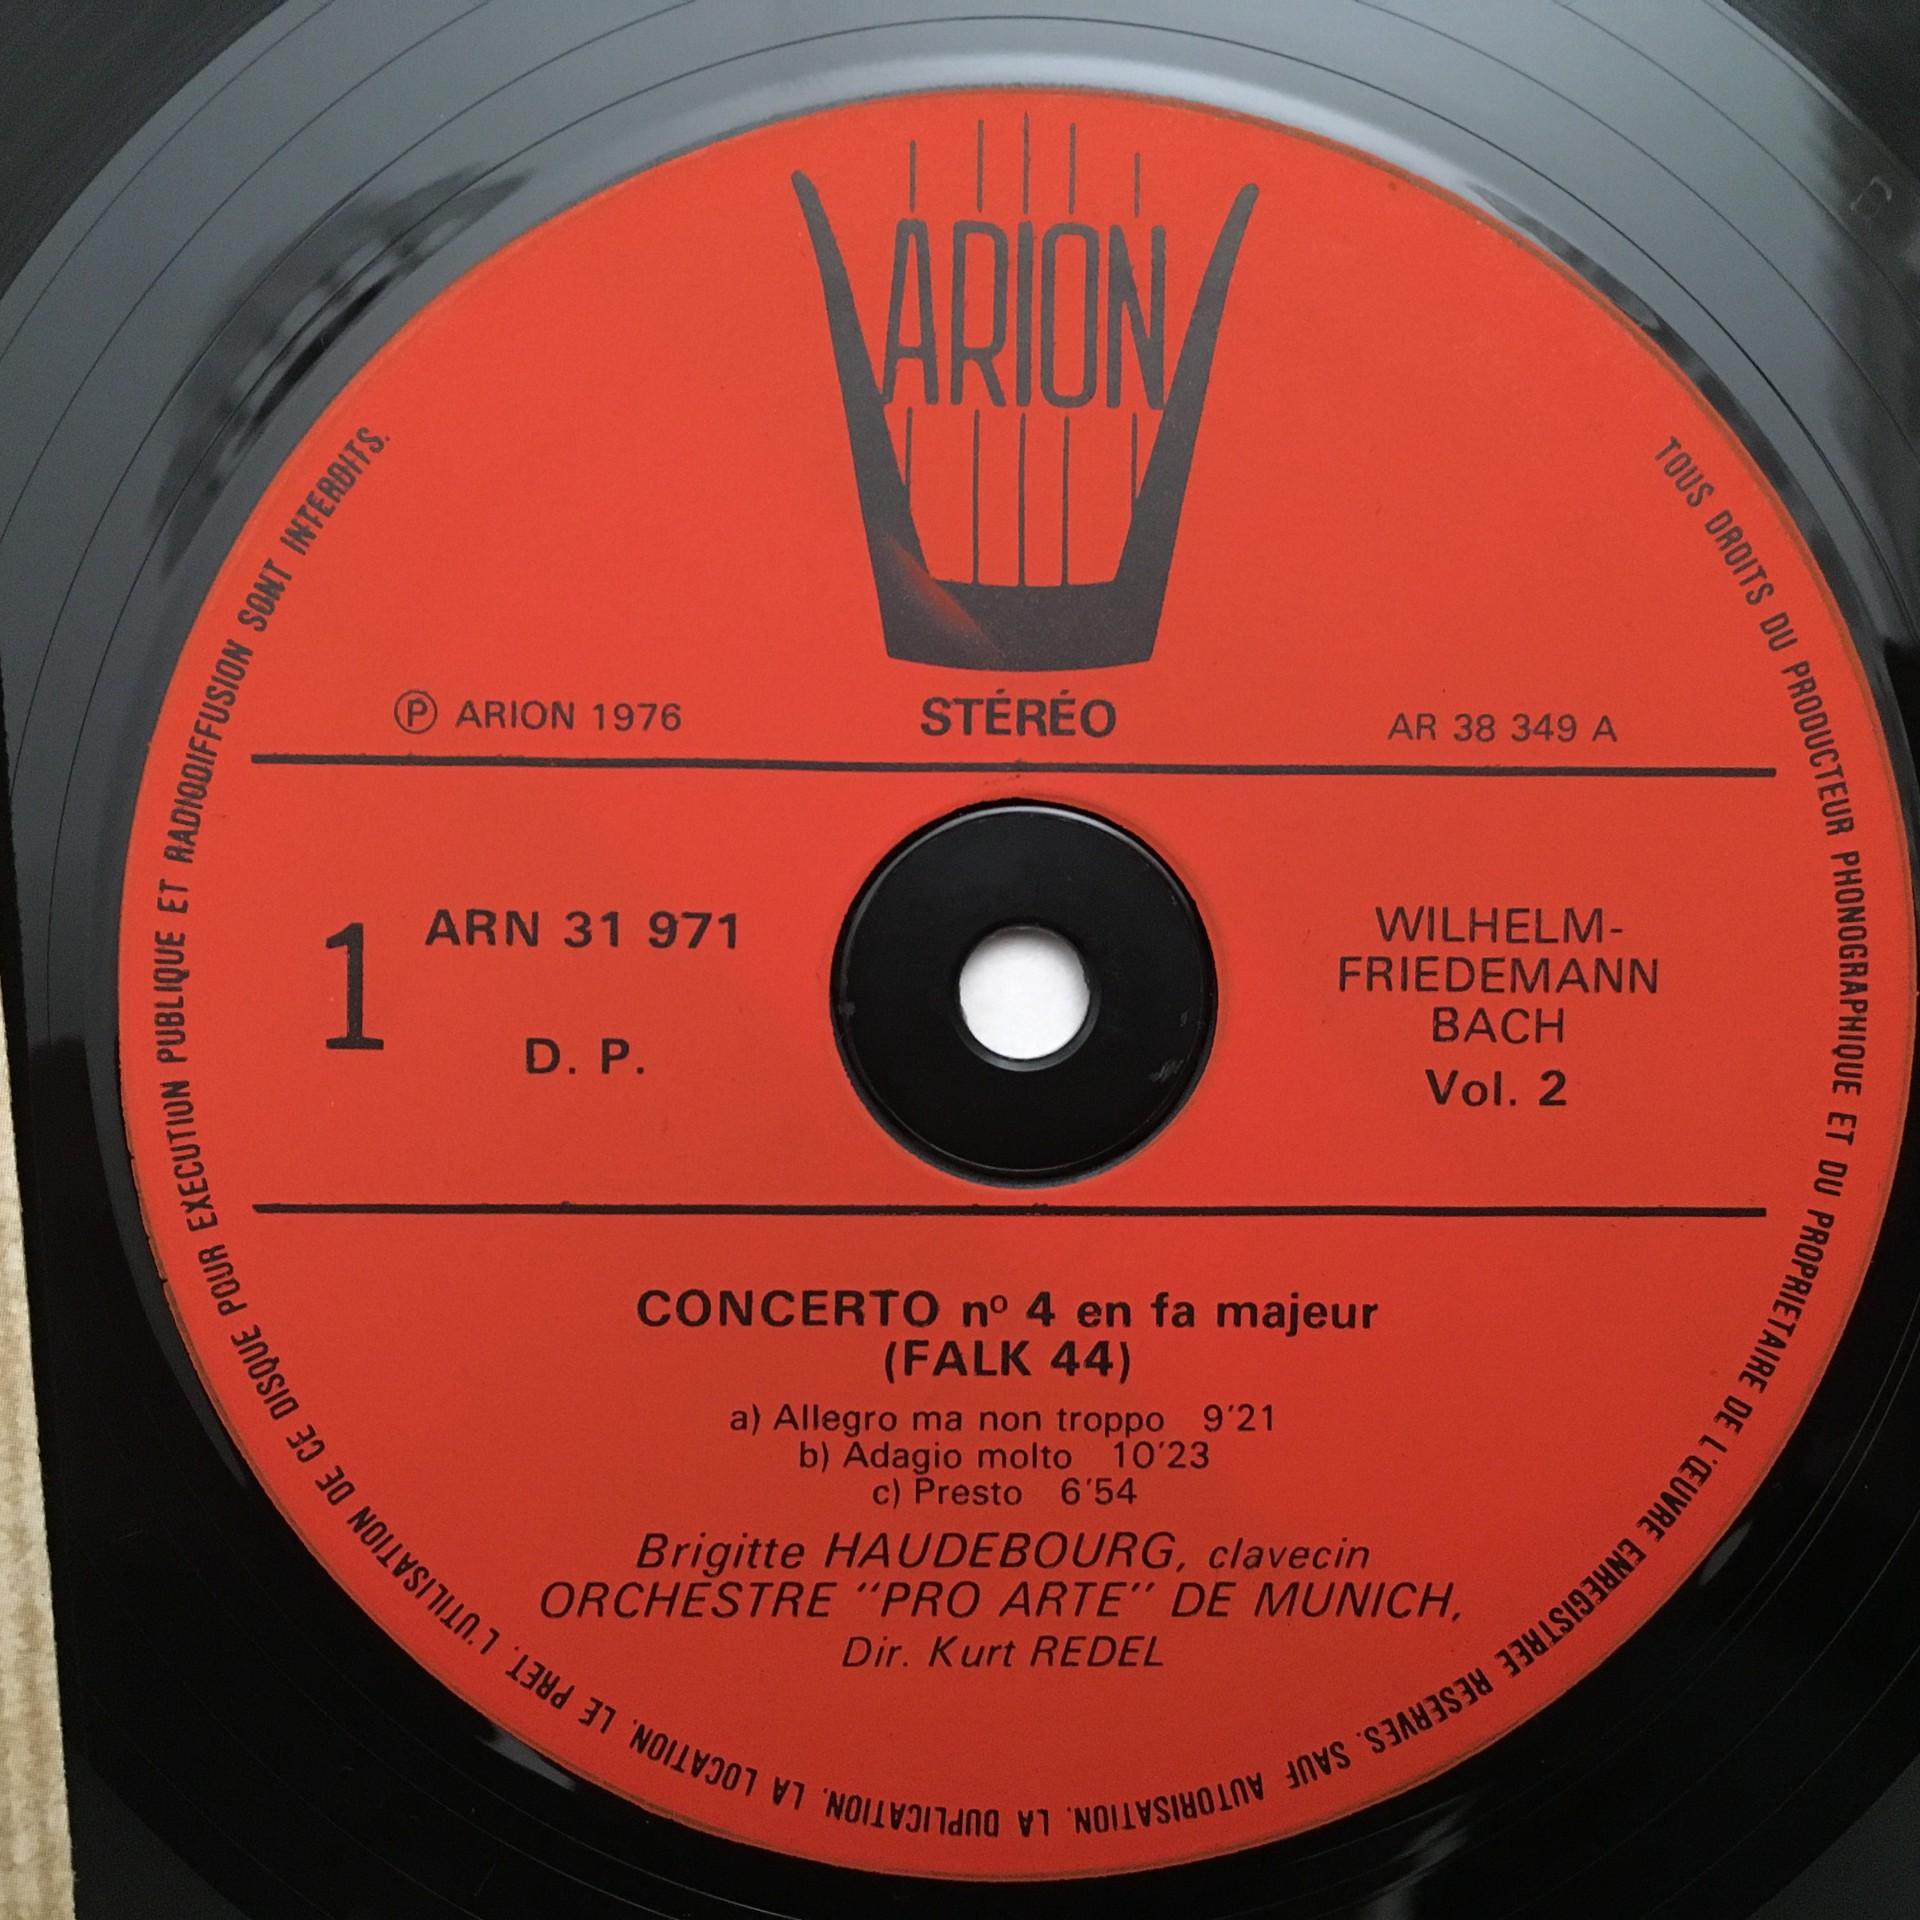 ARION
Ⓟ ARION 1976
STÉRÉO
AR 38 349 A
1
ARN 31 971
D. P.
WILHELM-
FRIEDEMANN
BACH
Vol. 2
CONCERTO nº 4 en fa majeur
(FALK 44)
a) Allegro ma non troppo 9'21
b) Adagio molto 10'23
c) Presto 6'54
Brigitte HAUDEBOURG, clavecin
ORCHESTRE "PRO ARTE" DE MUNICH,
Dir. Kurt REDEL
TOUS DROITS DU PRODUCTEUR PHONOGRAPHIQUE ET DU PROPRIETAIRE DE L'ŒUVRE ENREGISTREE RESERVES. SAUF AUTORISATION, LA DUPLICATION, LA LOCATION, LE PRET, L'UTILISATION DE CE DISQUE POUR EXECUTION PUBLIQUE ET RADIODIFFUSION SONT INTERDITS.